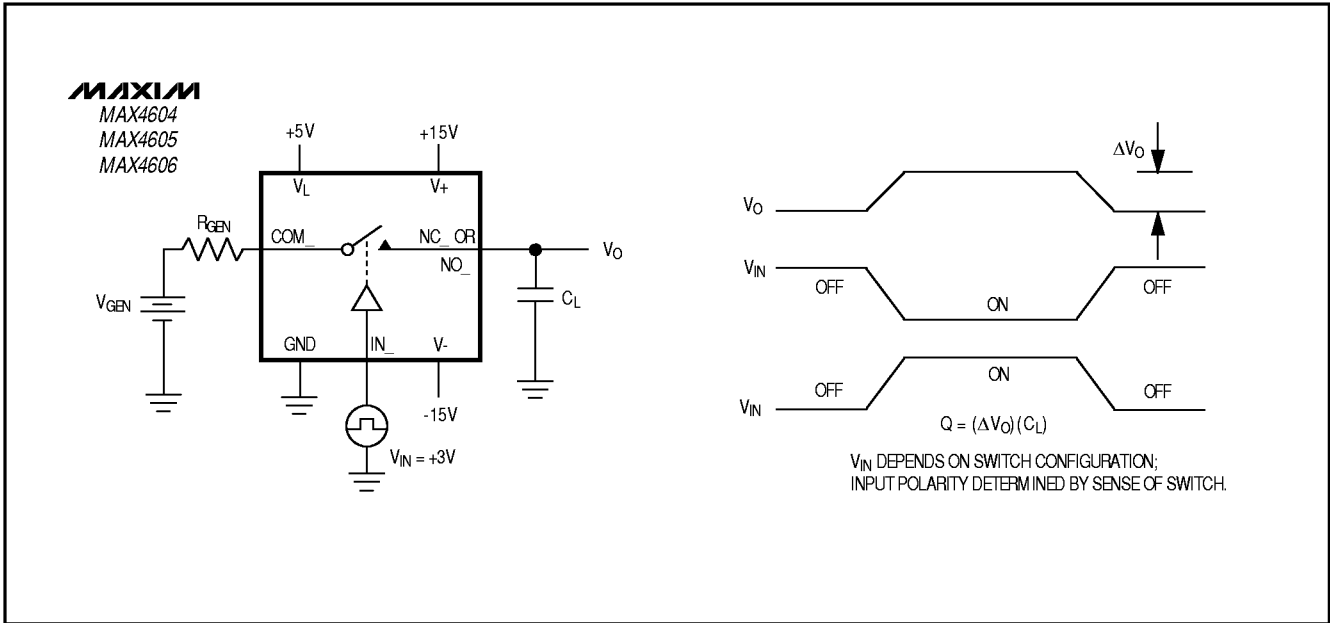 MAXIM
MAX4604
MAX4605
MAX4606
+5V
+15V
VL
V+
RGEN
COM_
NC_ OR
NO_
VO
VGEN
CL
GND
IN_
V-
-15V
VIN = +3V
ΔVO
VO
VIN
OFF
ON
OFF
VIN
OFF
ON
OFF
Q = (ΔVO)(CL)
VIN DEPENDS ON SWITCH CONFIGURATION;
INPUT POLARITY DETERMINED BY SENSE OF SWITCH.